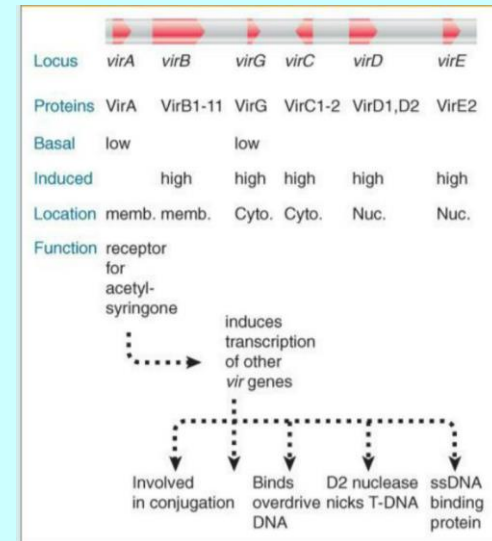 Locus virA virB virG virC virD virE
Proteins VirA VirB1-11 VirG VirC1-2 VirD1,D2 VirE2
Basal low low
Induced high high high high high
Location memb. memb. Cyto. Cyto. Nuc. Nuc.
Function receptor
for
acetyl-
syringone
induces
transcription
of other
vir genes
Involved
in conjugation
Binds
overdrive
DNA
D2 nuclease
nicks T-DNA
ssDNA
binding
protein